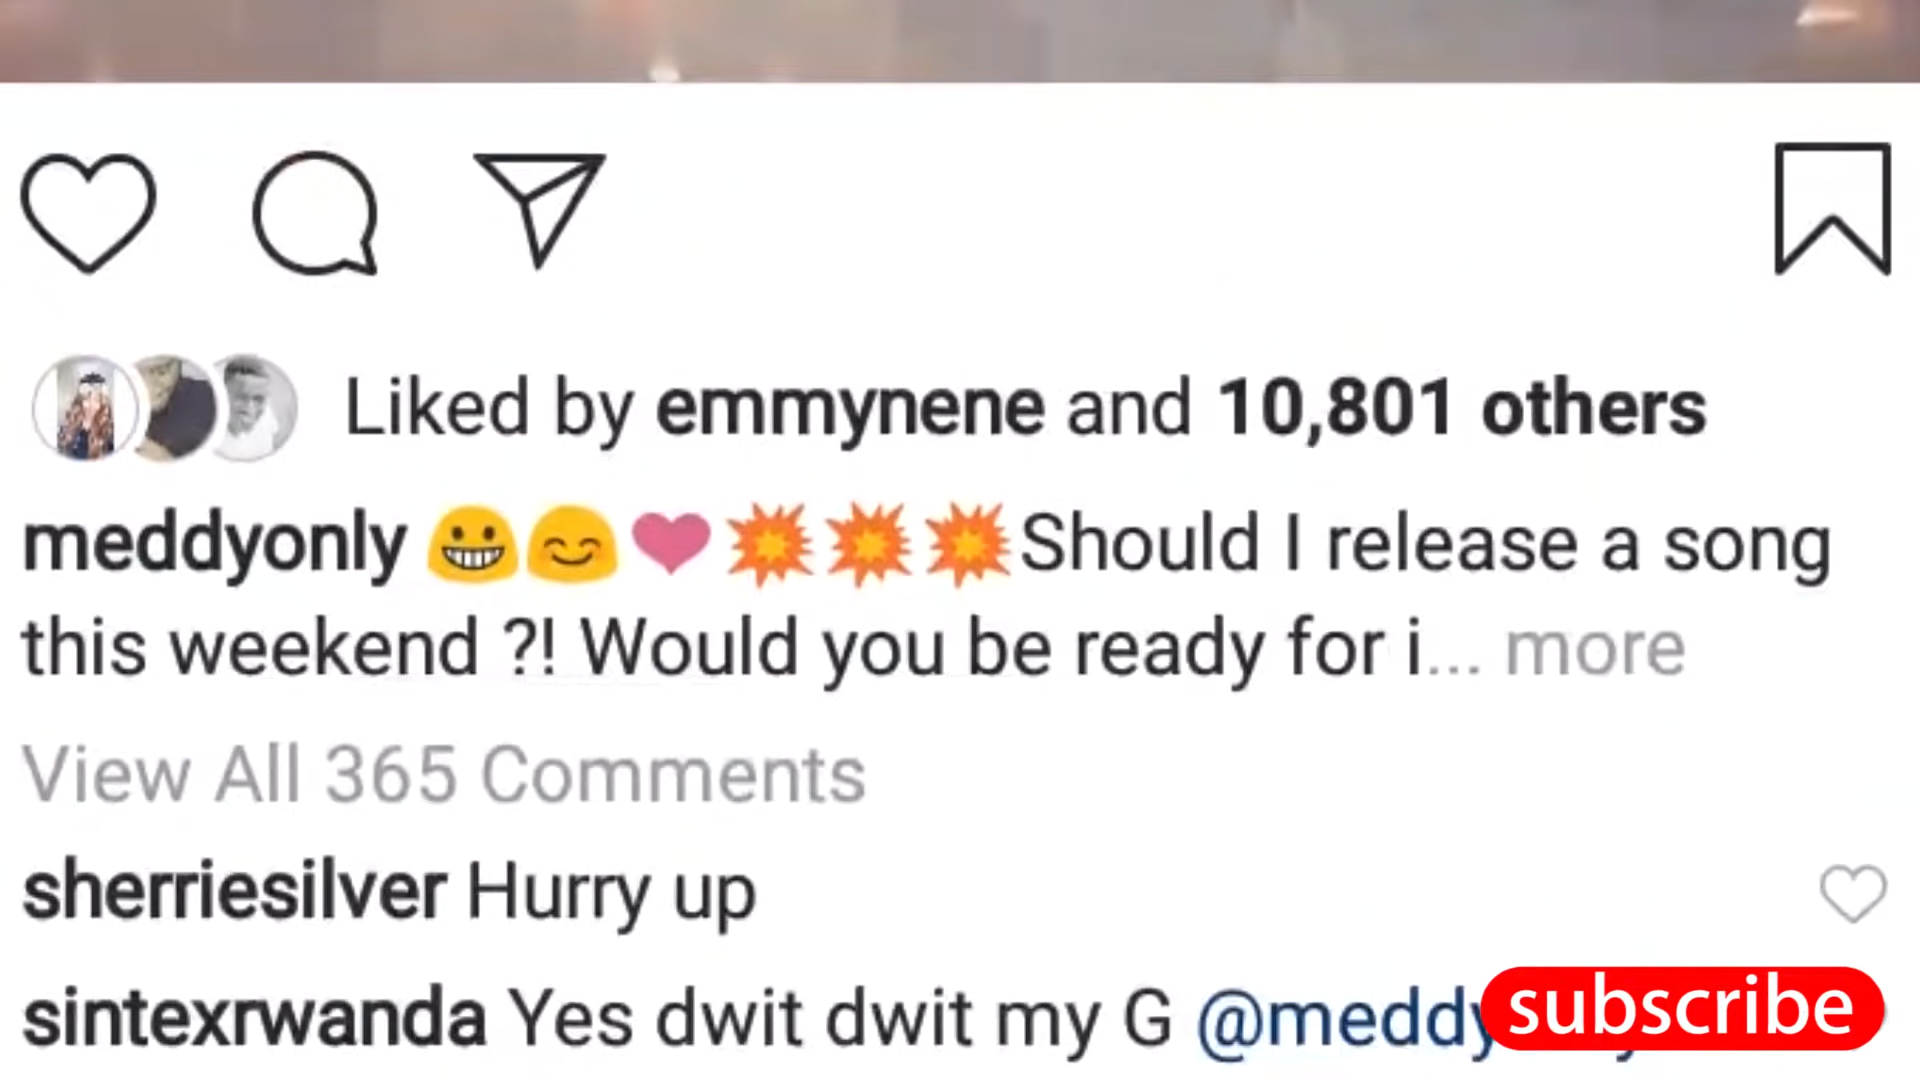 Liked by emmynene and 10,801 others
meddyonly 😀😊❤💥💥💥Should I release a song
this weekend ?! Would you be ready for i... more
View All 365 Comments
sherriesilver Hurry up
sintexrwanda Yes dwit dwit my G
subscribe